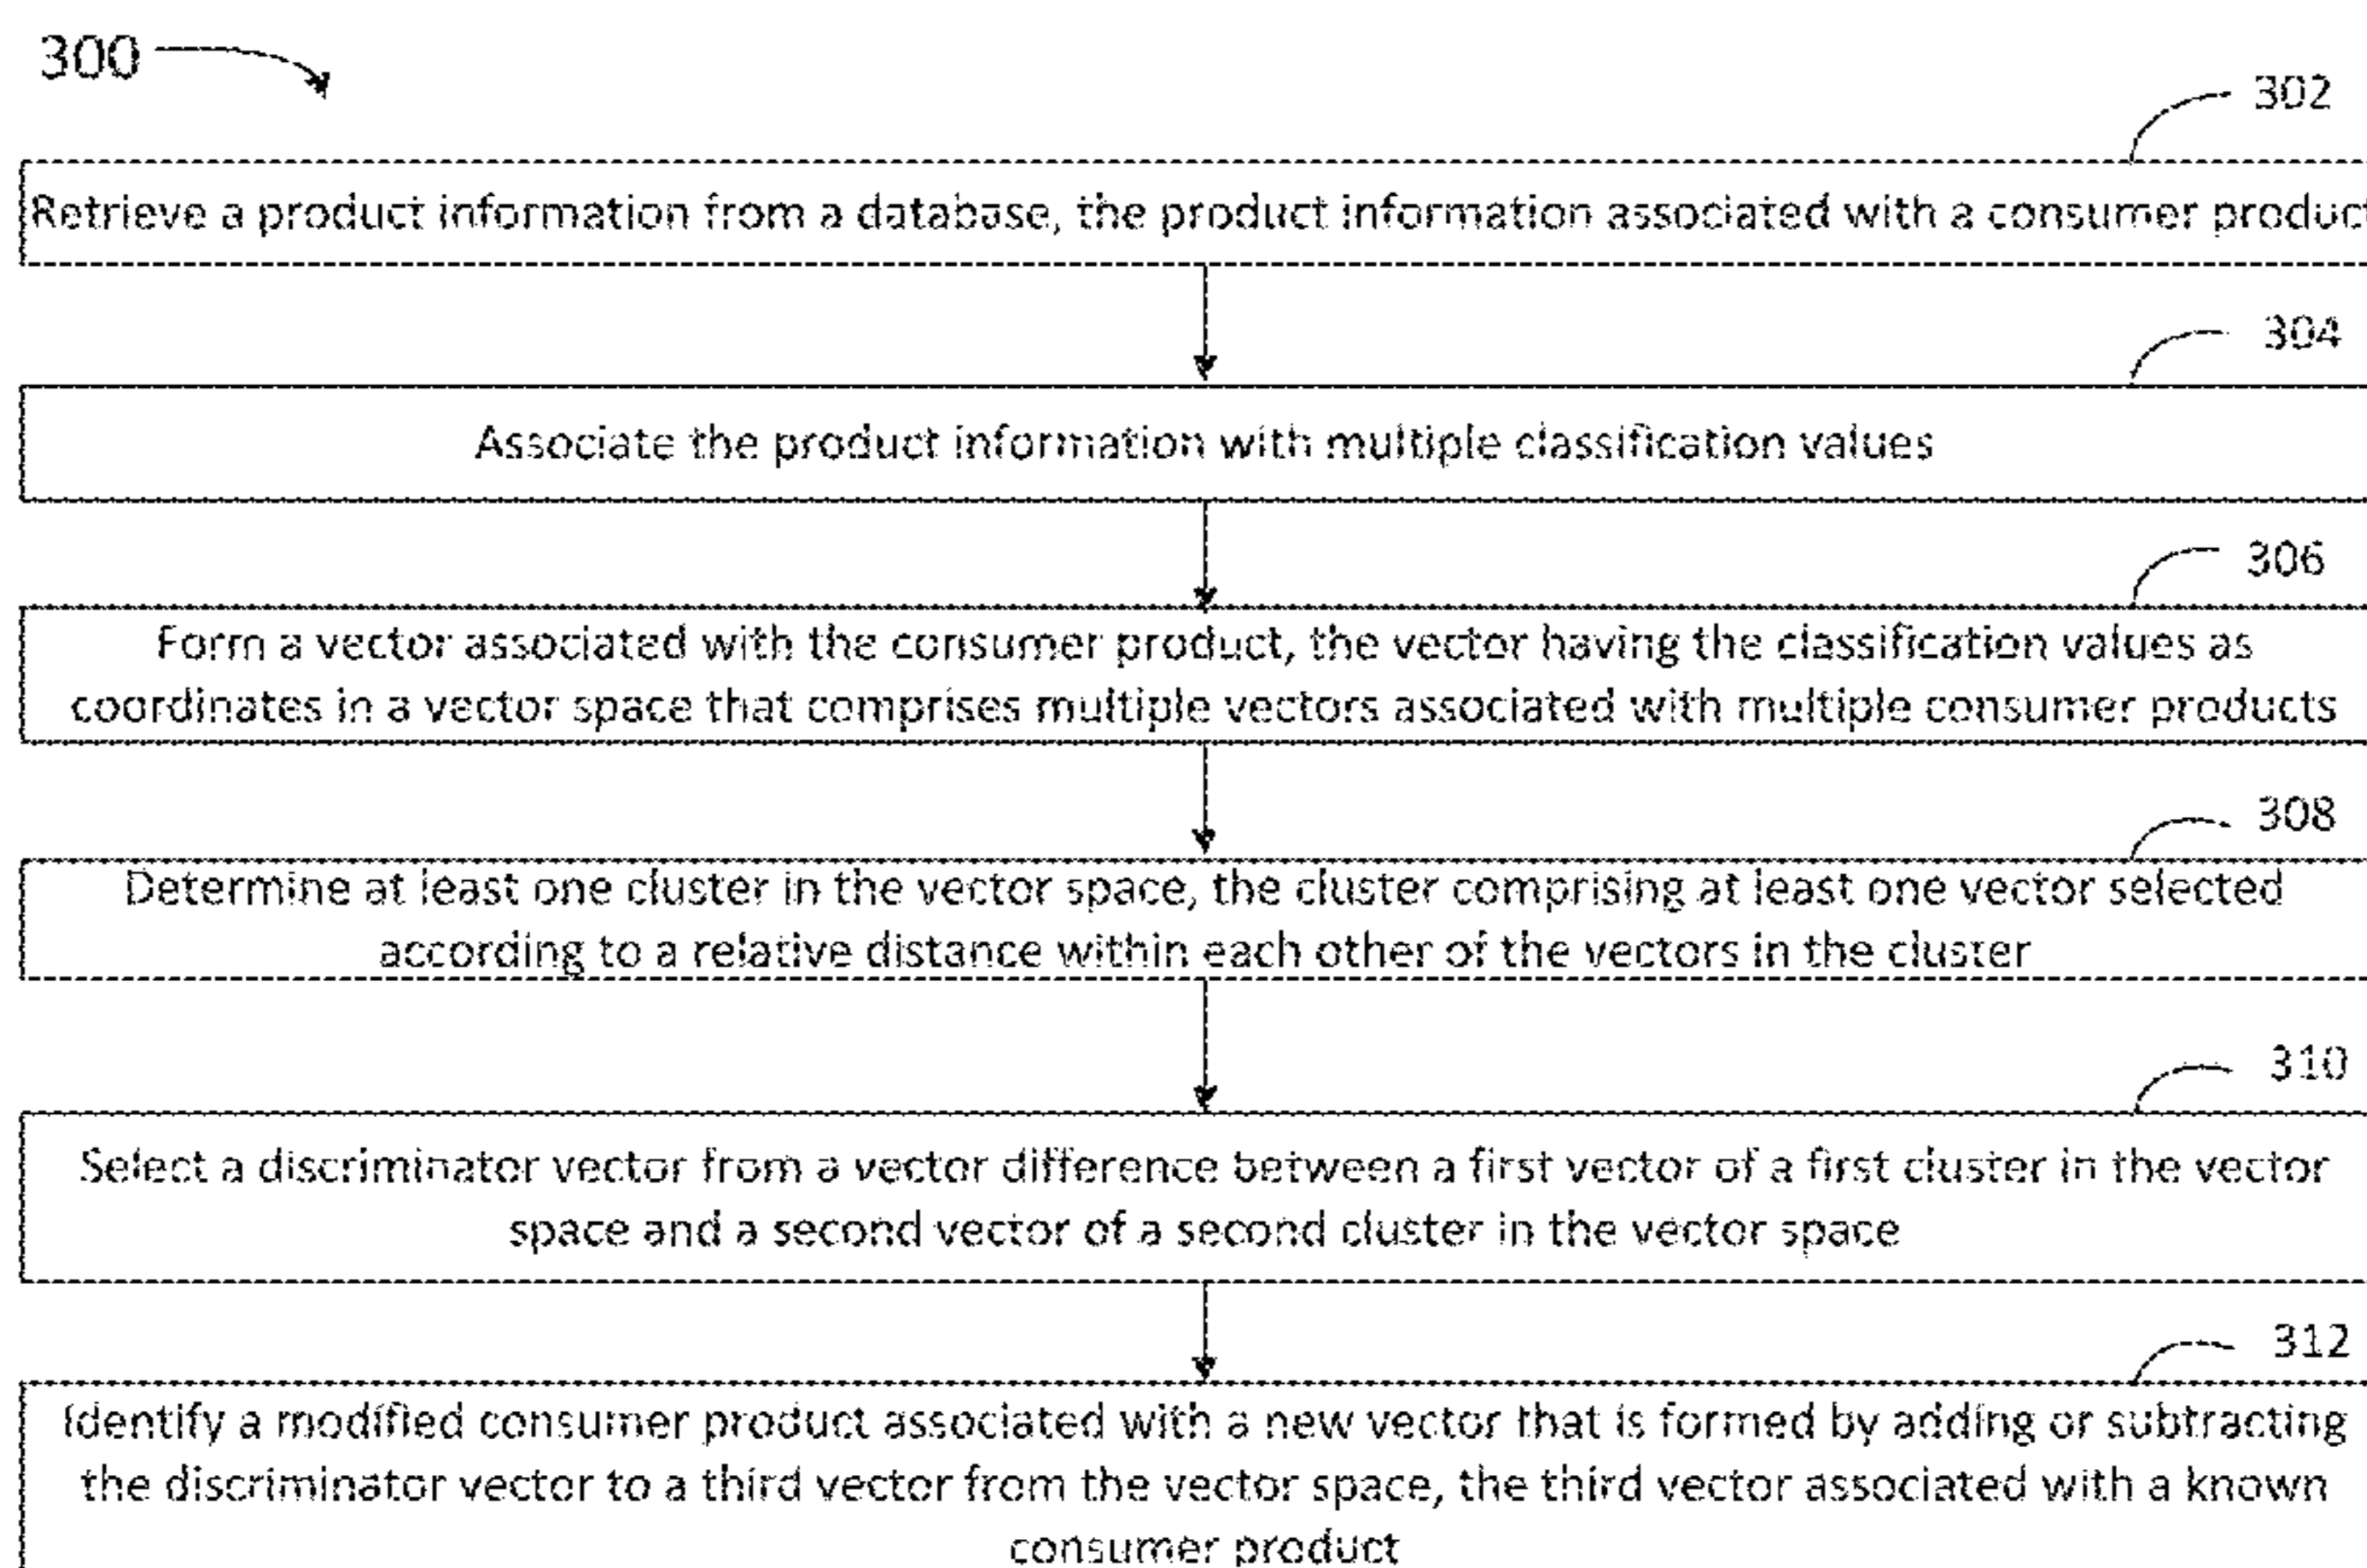 300
302
Retrieve a product information from a database, the product information associated with a consumer product
304
Associate the product information with multiple classification values
306
Form a vector associated with the consumer product, the vector having the classification values as
coordinates in a vector space that comprises multiple vectors associated with multiple consumer products
308
Determine at least one cluster in the vector space, the cluster comprising at least one vector selected
according to a relative distance within each other of the vectors in the cluster
310
Select a discriminator vector from a vector difference between a first vector of a first cluster in the vector
space and a second vector of a second cluster in the vector space
312
Identify a modified consumer product associated with a new vector that is formed by adding or subtracting
the discriminator vector to a third vector from the vector space, the third vector associated with a known
consumer product